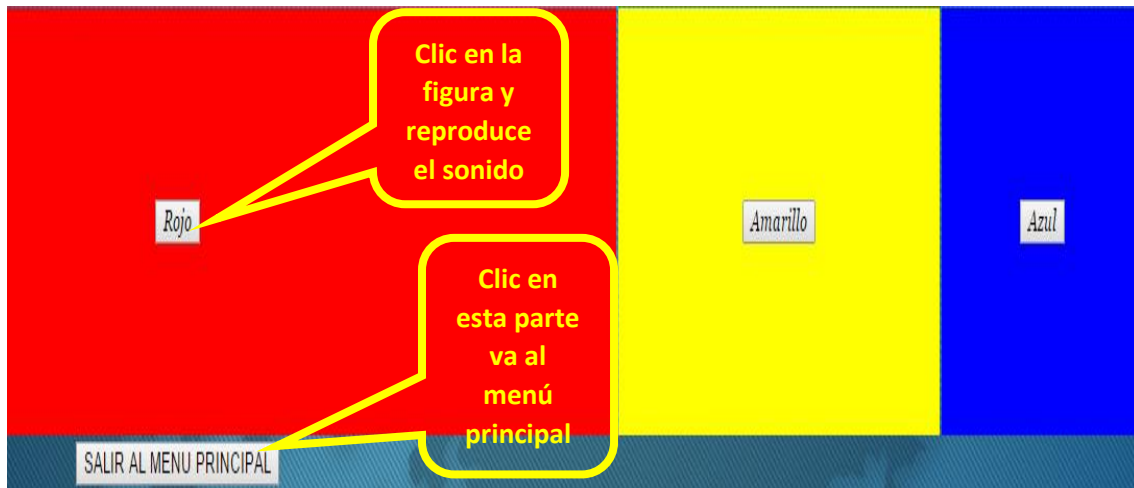 Clic en la
figura y
reproduce
el sonido
Rojo
Amarillo
Azul
Clic en
esta parte
va al
menú
principal
SALIR AL MENU PRINCIPAL